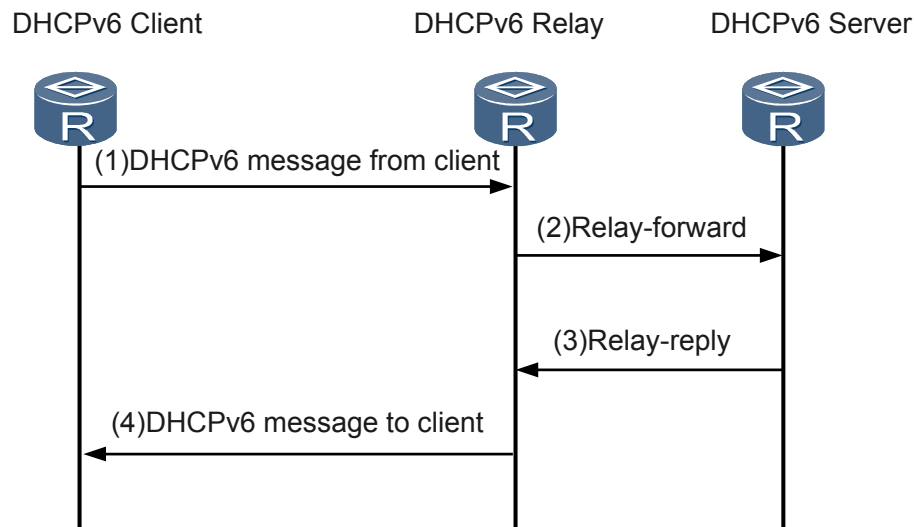 DHCPv6 Client
DHCPv6 Relay
DHCPv6 Server
R
R
R
(1)DHCPv6 message from client
(2)Relay-forward
(3)Relay-reply
(4)DHCPv6 message to client